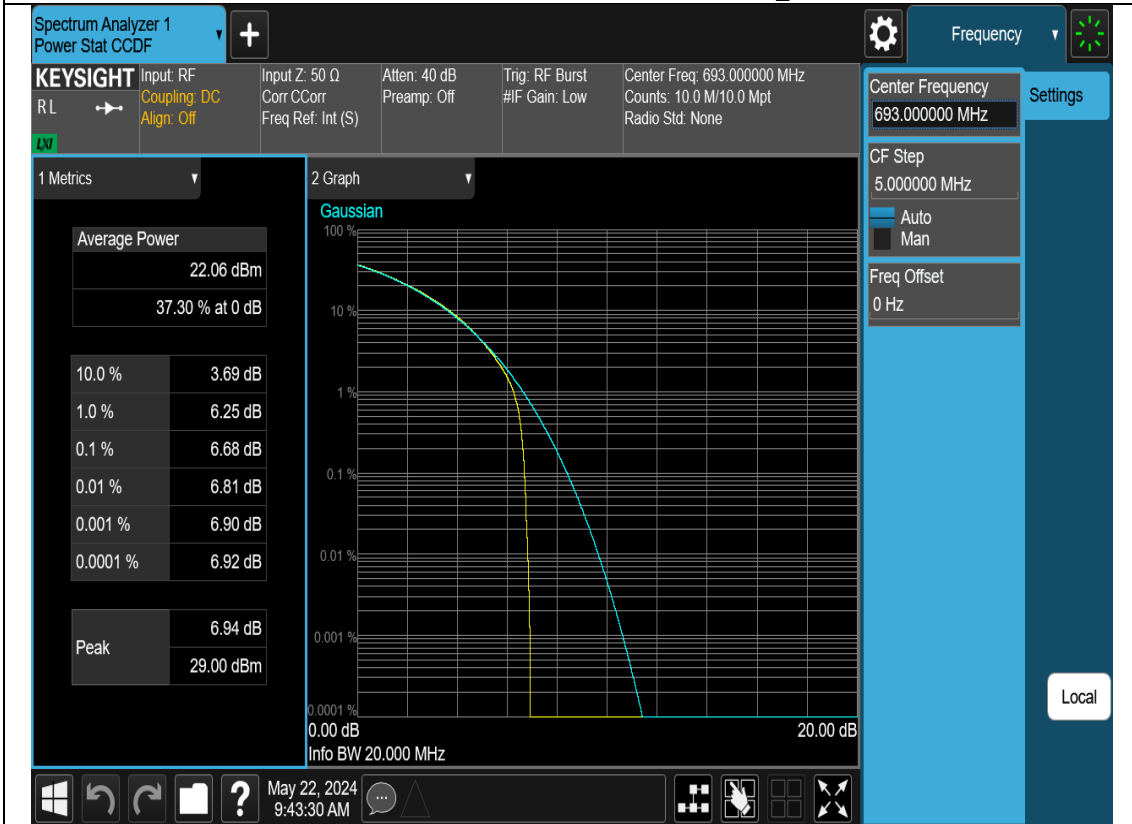 Spectrum Analyzer 1
Power Stat CCDF
Frequency
KEYSIGHT
RL
LXI
Input: RF
Coupling: DC
Align: Off
Input Z: 50 Ω
Corr CCorr
Freq Ref: Int (S)
Atten: 40 dB
Preamp: Off
Trig: RF Burst
#IF Gain: Low
Center Freq: 693.000000 MHz
Counts: 10.0 M/10.0 Mpt
Radio Std: None
Center Frequency
693.000000 MHz
Settings
CF Step
5.000000 MHz
Auto
Man
Freq Offset
0 Hz
Local
1 Metrics
Average Power
22.06 dBm
37.30 % at 0 dB
10.0 % 3.69 dB
1.0 % 6.25 dB
0.1 % 6.68 dB
0.01 % 6.81 dB
0.001 % 6.90 dB
0.0001 % 6.92 dB
Peak
6.94 dB
29.00 dBm
2 Graph
Gaussian
100 %
10 %
1 %
0.1 %
0.01 %
0.001 %
0.0001 %
0.00 dB 20.00 dB
Info BW 20.000 MHz
?
May 22, 2024
9:43:30 AM